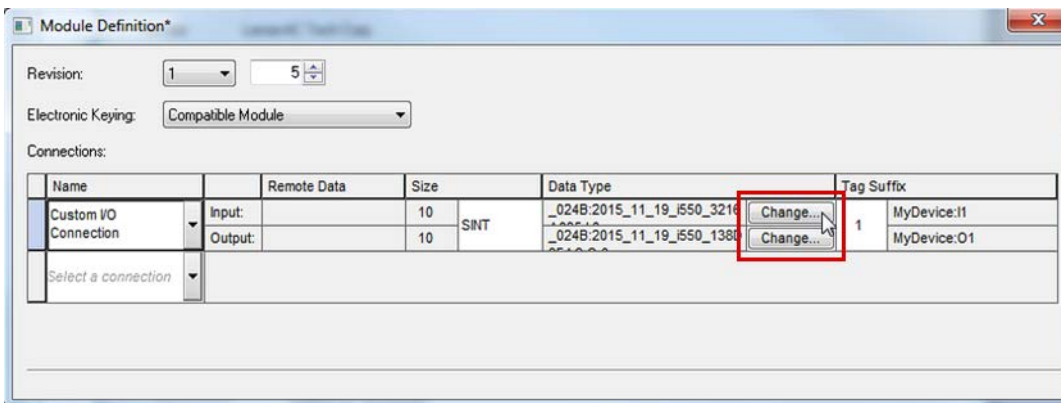 Module Definition*
Revision: 1 5
Electronic Keying: Compatible Module
Connections:
Name Remote Data Size Data Type Tag Suffix
Custom I/O Connection
Input: 10 SINT _024B:2015_11_19_i550_3216 Change... 1 MyDevice:I1
Output: 10 _024B:2015_11_19_i550_138D Change... MyDevice:O1
Select a connection